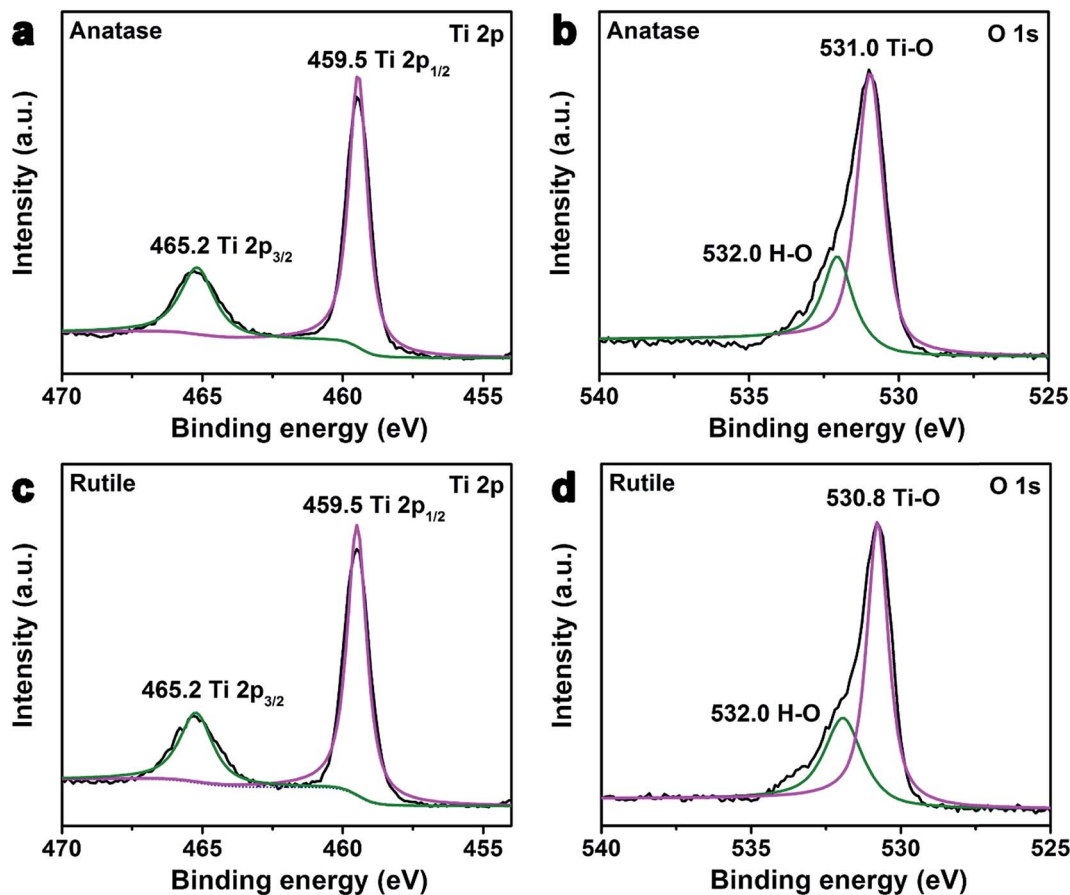 a
Anatase
Ti 2p
459.5 Ti 2p1/2
465.2 Ti 2p3/2
Intensity (a.u.)
470 465 460 455
Binding energy (eV)
b
Anatase
O 1s
531.0 Ti-O
532.0 H-O
Intensity (a.u.)
540 535 530 525
Binding energy (eV)
c
Rutile
Ti 2p
459.5 Ti 2p1/2
465.2 Ti 2p3/2
Intensity (a.u.)
470 465 460 455
Binding energy (eV)
d
Rutile
O 1s
530.8 Ti-O
532.0 H-O
Intensity (a.u.)
540 535 530 525
Binding energy (eV)